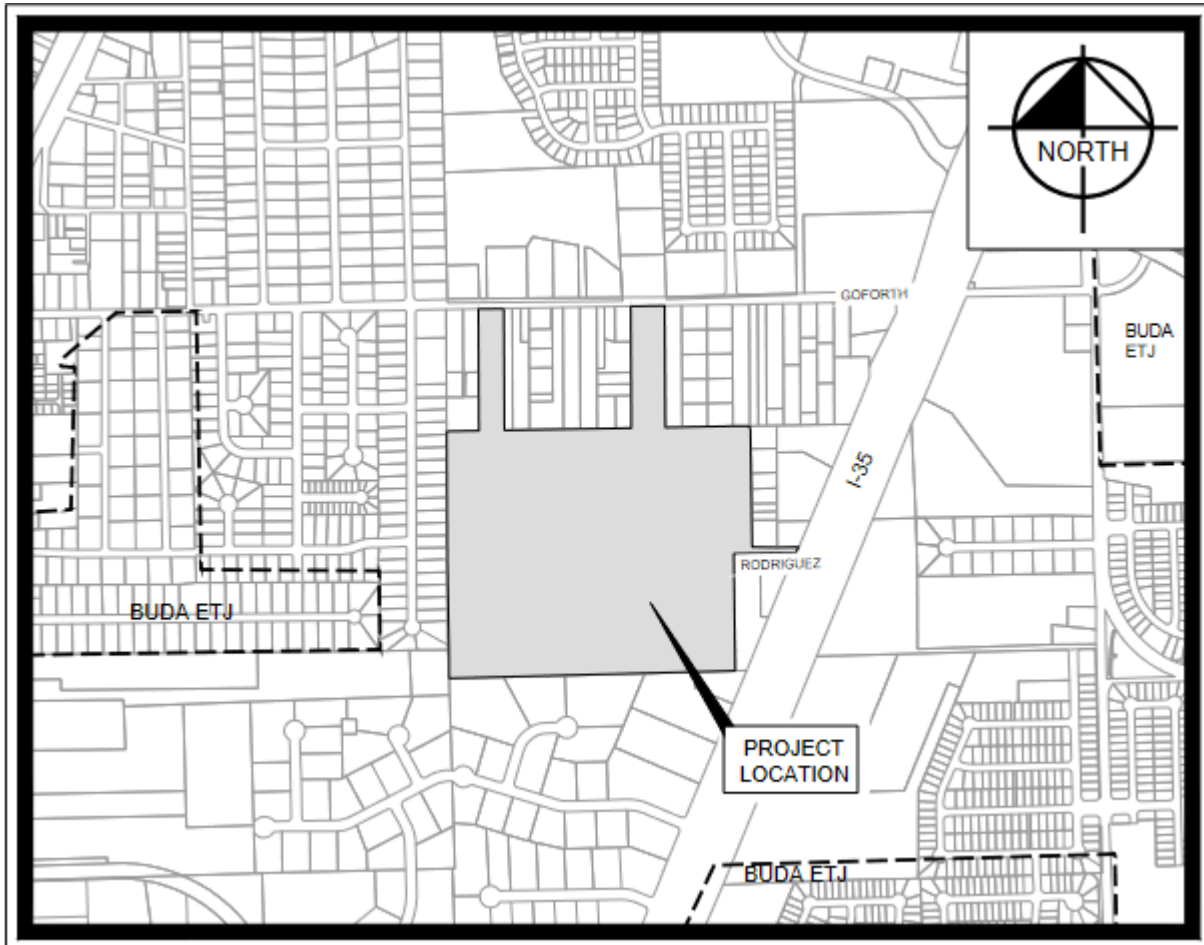 NORTH
GOFORTH
BUDA
ETJ
I-35
RODRIGUEZ
BUDA ETJ
PROJECT
LOCATION
BUDA ETJ